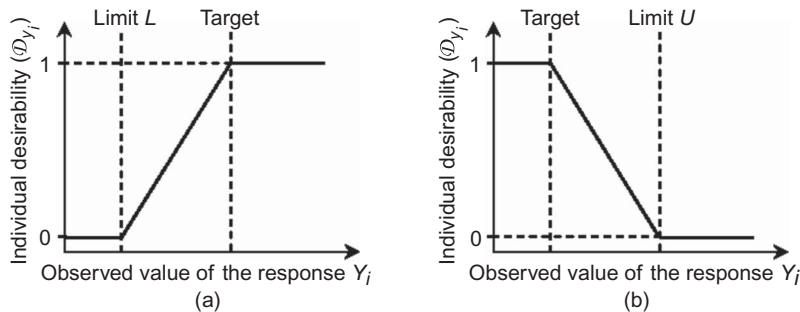 Limit L Target
Individual desirability (𝒟yᵢ)
1
0
Observed value of the response Yi
(a)
Target Limit U
Individual desirability (𝒟yᵢ)
1
0
Observed value of the response Yi
(b)